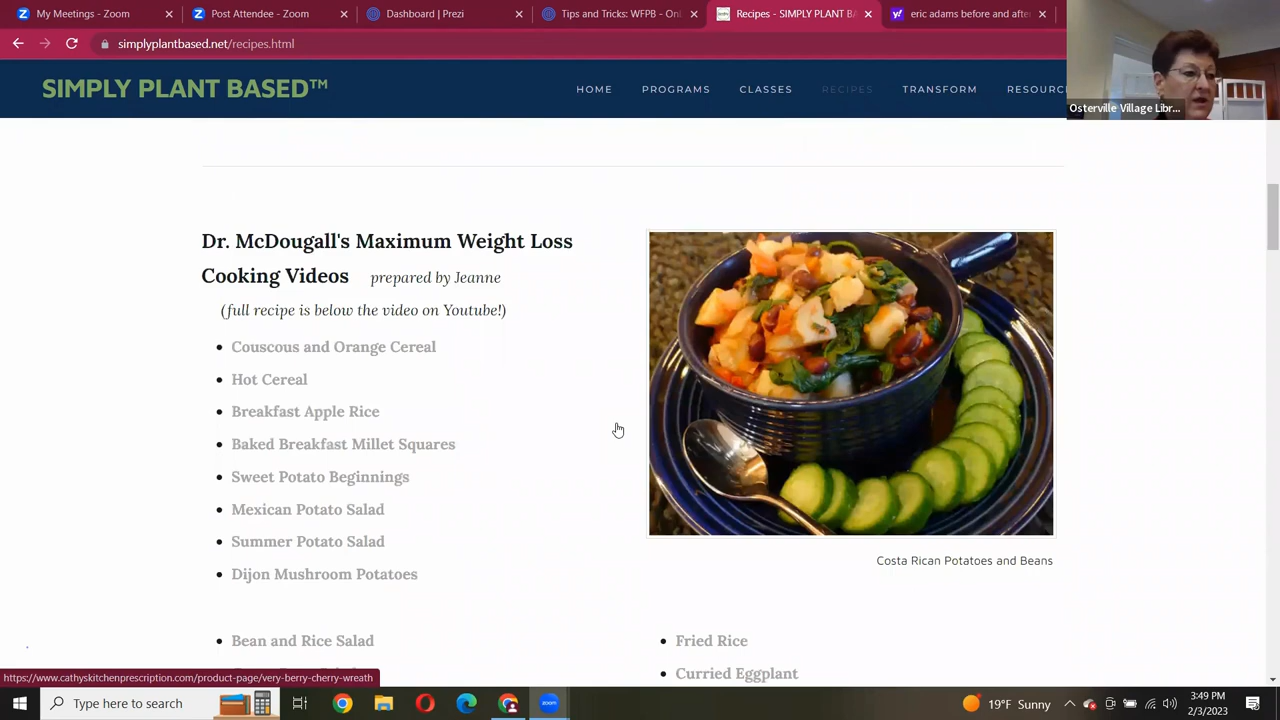 My Meetings - Zoom
Post Attendee - Zoom
Dashboard | Prezi
Tips and Tricks: WFPB - Onl
Recipes - SIMPLY PLANT BA
eric adams before and afte
simplyplantbased.net/recipes.html
SIMPLY PLANT BASED™
HOME PROGRAMS CLASSES RECIPES TRANSFORM RESOURC
Osterville Village Libr...
Dr. McDougall's Maximum Weight Loss
Cooking Videos prepared by Jeanne
(full recipe is below the video on Youtube!)
Couscous and Orange Cereal
Hot Cereal
Breakfast Apple Rice
Baked Breakfast Millet Squares
Sweet Potato Beginnings
Mexican Potato Salad
Summer Potato Salad
Dijon Mushroom Potatoes
Costa Rican Potatoes and Beans
Bean and Rice Salad
Fried Rice
Curried Eggplant
https://www.cathyskitchenprescription.com/product-page/very-berry-cherry-wreath
Type here to search
zoom
19°F Sunny
3:49 PM
2/3/2023